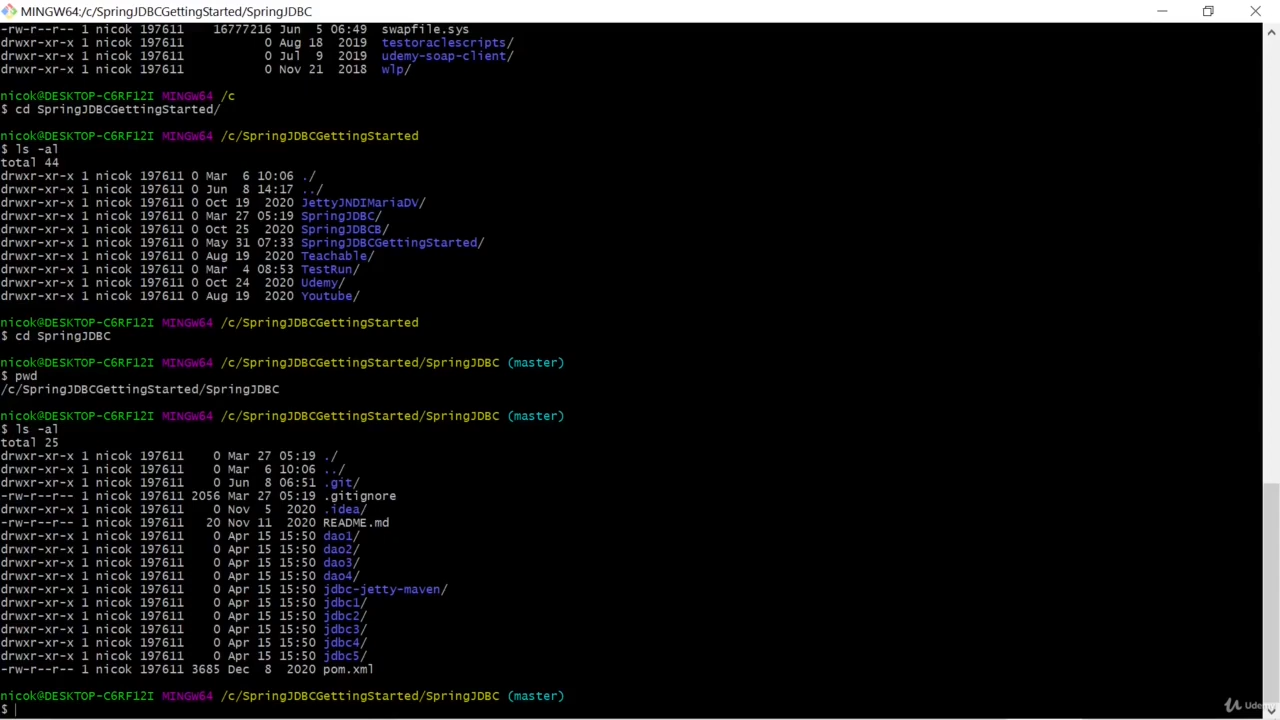 MINGW64:/c/SpringJDBCGettingStarted/SpringJDBC
-rw-r--r-- 1 nicok 197611    16777216 Jun  5 06:49  swapfile.sys
drwxr-xr-x 1 nicok 197611           0 Aug 18  2019  testoraclescripts/
drwxr-xr-x 1 nicok 197611           0 Jul  9  2019  udemy-soap-client/
drwxr-xr-x 1 nicok 197611           0 Nov 21  2018  wlp/
nicok@DESKTOP-C6RF12I MINGW64 /c
$ cd SpringJDBCGettingStarted/
nicok@DESKTOP-C6RF12I MINGW64 /c/SpringJDBCGettingStarted
$ ls -al
total 44
drwxr-xr-x 1 nicok 197611 0 Mar  6 10:06 ./
drwxr-xr-x 1 nicok 197611 0 Jun  8 14:17 ../
drwxr-xr-x 1 nicok 197611 0 Oct 19  2020 JettyJNDIMariaDV/
drwxr-xr-x 1 nicok 197611 0 Mar 27 05:19 SpringJDBC/
drwxr-xr-x 1 nicok 197611 0 Oct 25  2020 SpringJDBCB/
drwxr-xr-x 1 nicok 197611 0 May 31 07:33 SpringJDBCGettingStarted/
drwxr-xr-x 1 nicok 197611 0 Aug 19  2020 Teachable/
drwxr-xr-x 1 nicok 197611 0 Mar  4 08:53 TestRun/
drwxr-xr-x 1 nicok 197611 0 Oct 24  2020 Udemy/
drwxr-xr-x 1 nicok 197611 0 Aug 19  2020 Youtube/
nicok@DESKTOP-C6RF12I MINGW64 /c/SpringJDBCGettingStarted
$ cd SpringJDBC
nicok@DESKTOP-C6RF12I MINGW64 /c/SpringJDBCGettingStarted/SpringJDBC (master)
$ pwd
/c/SpringJDBCGettingStarted/SpringJDBC
nicok@DESKTOP-C6RF12I MINGW64 /c/SpringJDBCGettingStarted/SpringJDBC (master)
$ ls -al
total 25
drwxr-xr-x 1 nicok 197611    0 Mar 27 05:19 ./
drwxr-xr-x 1 nicok 197611    0 Mar  6 10:06 ../
drwxr-xr-x 1 nicok 197611    0 Jun  8 06:51 .git/
-rw-r--r-- 1 nicok 197611 2056 Mar 27 05:19 .gitignore
drwxr-xr-x 1 nicok 197611    0 Nov  5  2020 .idea/
-rw-r--r-- 1 nicok 197611   20 Nov 11  2020 README.md
drwxr-xr-x 1 nicok 197611    0 Apr 15 15:50 dao1/
drwxr-xr-x 1 nicok 197611    0 Apr 15 15:50 dao2/
drwxr-xr-x 1 nicok 197611    0 Apr 15 15:50 dao3/
drwxr-xr-x 1 nicok 197611    0 Apr 15 15:50 dao4/
drwxr-xr-x 1 nicok 197611    0 Apr 15 15:50 jdbc-jetty-maven/
drwxr-xr-x 1 nicok 197611    0 Apr 15 15:50 jdbc1/
drwxr-xr-x 1 nicok 197611    0 Apr 15 15:50 jdbc2/
drwxr-xr-x 1 nicok 197611    0 Apr 15 15:50 jdbc3/
drwxr-xr-x 1 nicok 197611    0 Apr 15 15:50 jdbc4/
drwxr-xr-x 1 nicok 197611    0 Apr 15 15:50 jdbc5/
-rw-r--r-- 1 nicok 197611 3685 Dec  8  2020 pom.xml
nicok@DESKTOP-C6RF12I MINGW64 /c/SpringJDBCGettingStarted/SpringJDBC (master)
$
Udemy